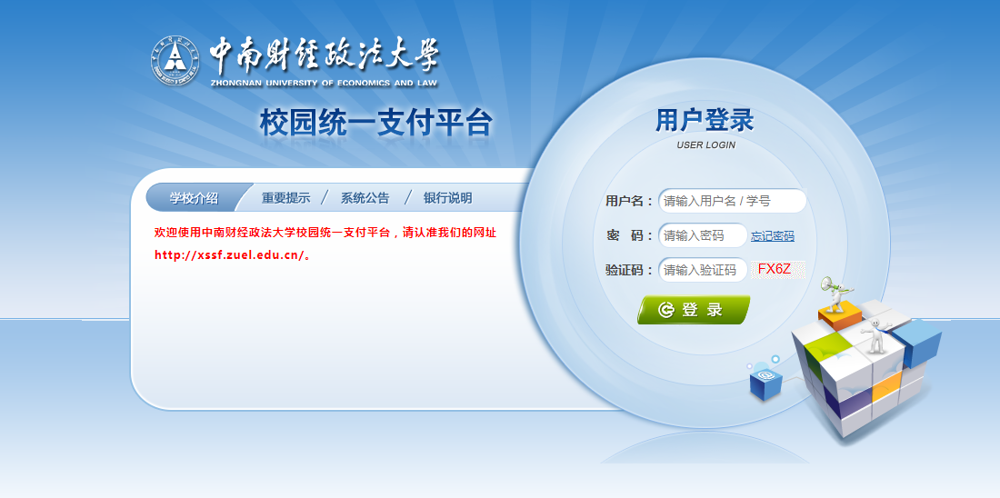 中南财经政法大学
ZHONGNAN UNIVERSITY OF ECONOMICS AND LAW
校园统一支付平台
学校介绍 重要提示 / 系统公告 / 银行说明
欢迎使用中南财经政法大学校园统一支付平台，请认准我们的网址
http://xssf.zuel.edu.cn/。
用户登录
USER LOGIN
用户名： 请输入用户名 / 学号
密 码： 请输入密码 忘记密码
验证码： 请输入验证码 FX6Z
登 录
@